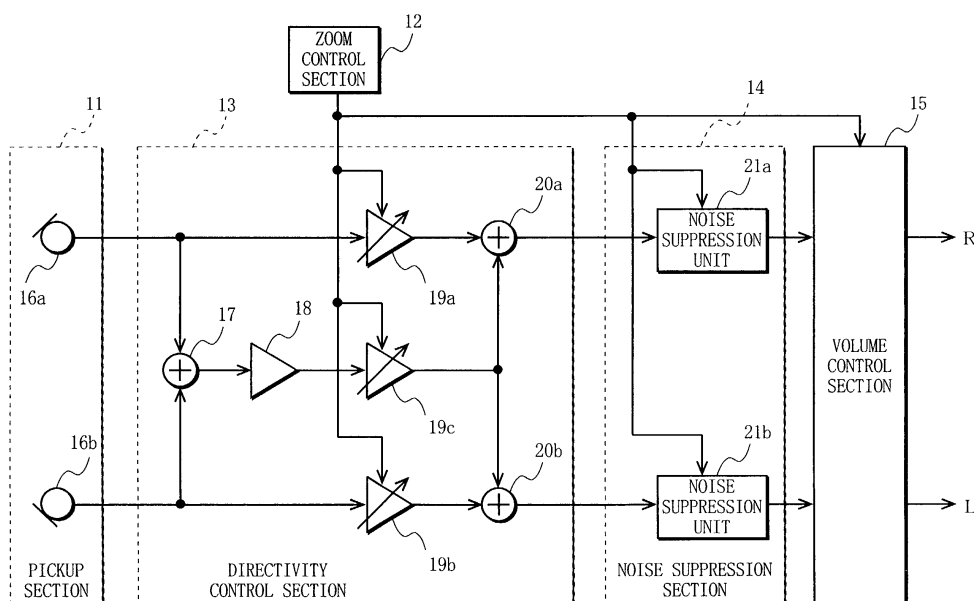 12
ZOOM
CONTROL
SECTION
11
13
14
15
20a
21a
NOISE
SUPPRESSION
UNIT
R
16a
19a
17
18
VOLUME
CONTROL
SECTION
16b
19c
20b
21b
NOISE
SUPPRESSION
UNIT
L
19b
PICKUP
SECTION
DIRECTIVITY
CONTROL SECTION
NOISE SUPPRESSION
SECTION